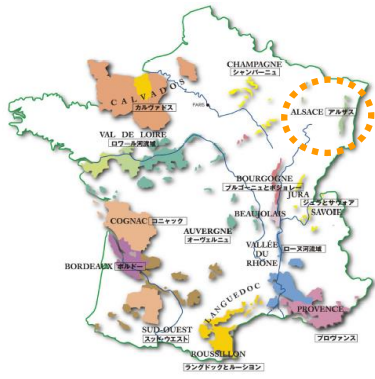 CHAMPAGNE
シャンパーニュ
CALVADOS
カルヴァドス
PARIS
ALSACE アルザス
VAL DE LOIRE
ロワール河流域
BOURGOGNE
ブルゴーニュとボジョレー
JURA
ジュラとサヴォア
SAVOIE
BEAUJOLAIS
COGNAC コニャック
AUVERGNE
オーヴェルニュ
VALLÉE
DU
RHÔNE
ローヌ河流域
BORDEAUX ボルドー
LANGUEDOC
PROVENCE
プロヴァンス
SUD-OUEST
スッド・ウエスト
ROUSSILLON
ラングドックとルーション